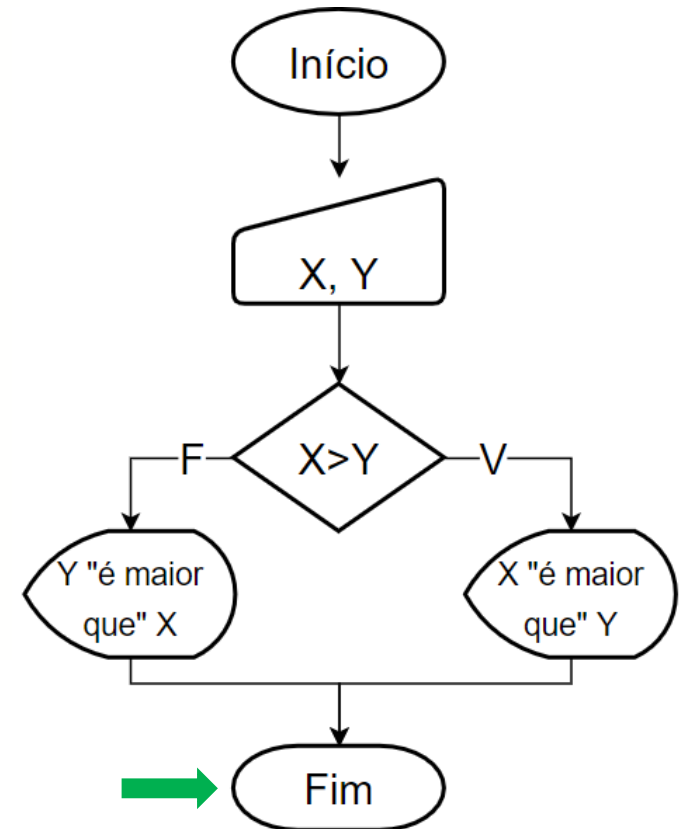 Início
X, Y
X>Y
F
V
Y "é maior
que" X
X "é maior
que" Y
Fim